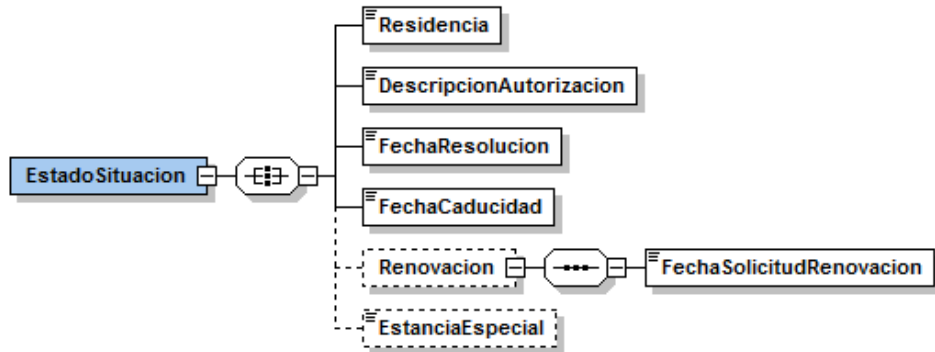 Residencia
DescripcionAutorizacion
FechaResolucion
EstadoSituacion
FechaCaducidad
Renovacion
FechaSolicitudRenovacion
EstanciaEspecial